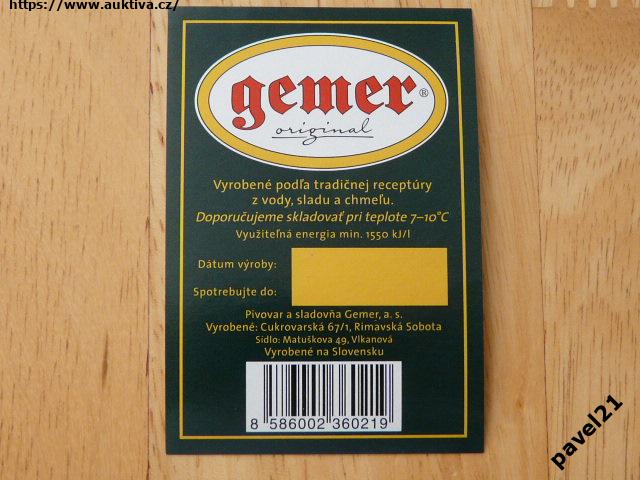 https://www.auktiva.cz/
gemer®
original
Vyrobené podľa tradičnej receptúry
z vody, sladu a chmeľu.
Doporučujeme skladovať pri teplote 7–10°C
Využiteľná energia min. 1550 kJ/l
Dátum výroby:
Spotrebujte do:
Pivovar a sladovňa Gemer, a. s.
Vyrobené: Cukrovarská 67/1, Rimavská Sobota
Sídlo: Matuškova 49, Vlkanová
Vyrobené na Slovensku
8 586002 360219
pavel21